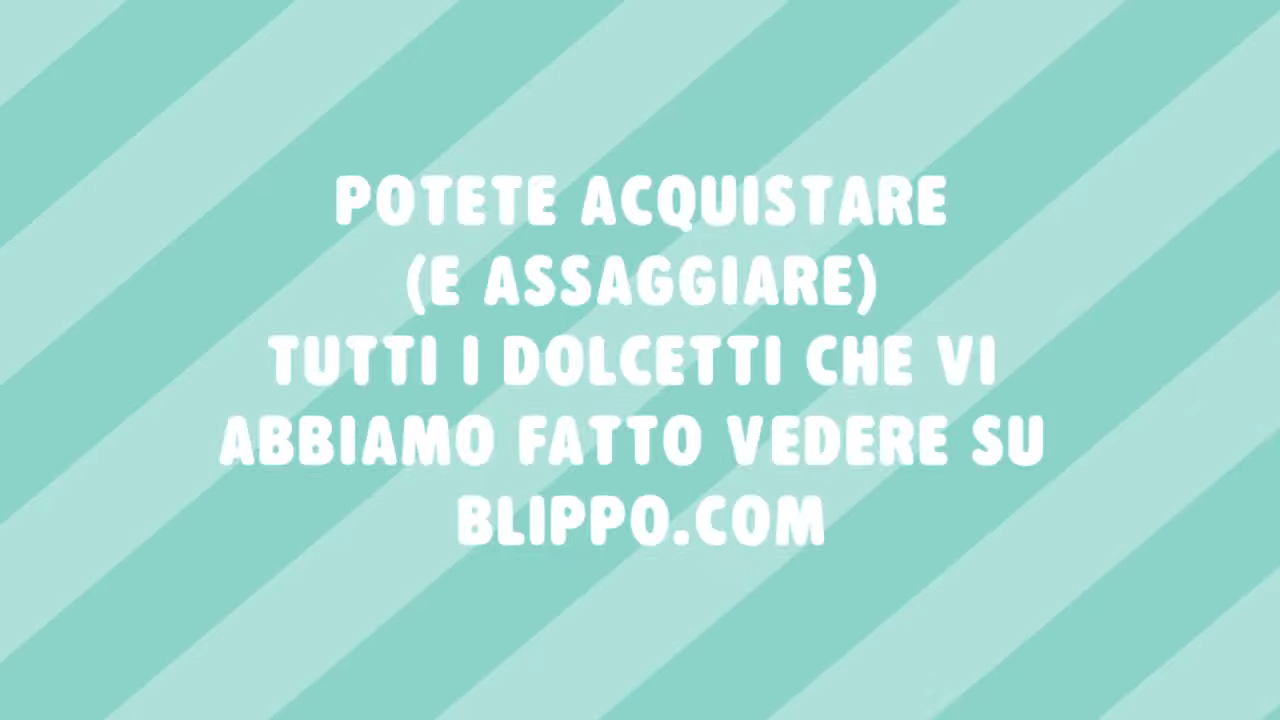 POTETE ACQUISTARE
(E ASSAGGIARE)
TUTTI I DOLCETTI CHE VI
ABBIAMO FATTO VEDERE SU
BLIPPO.COM